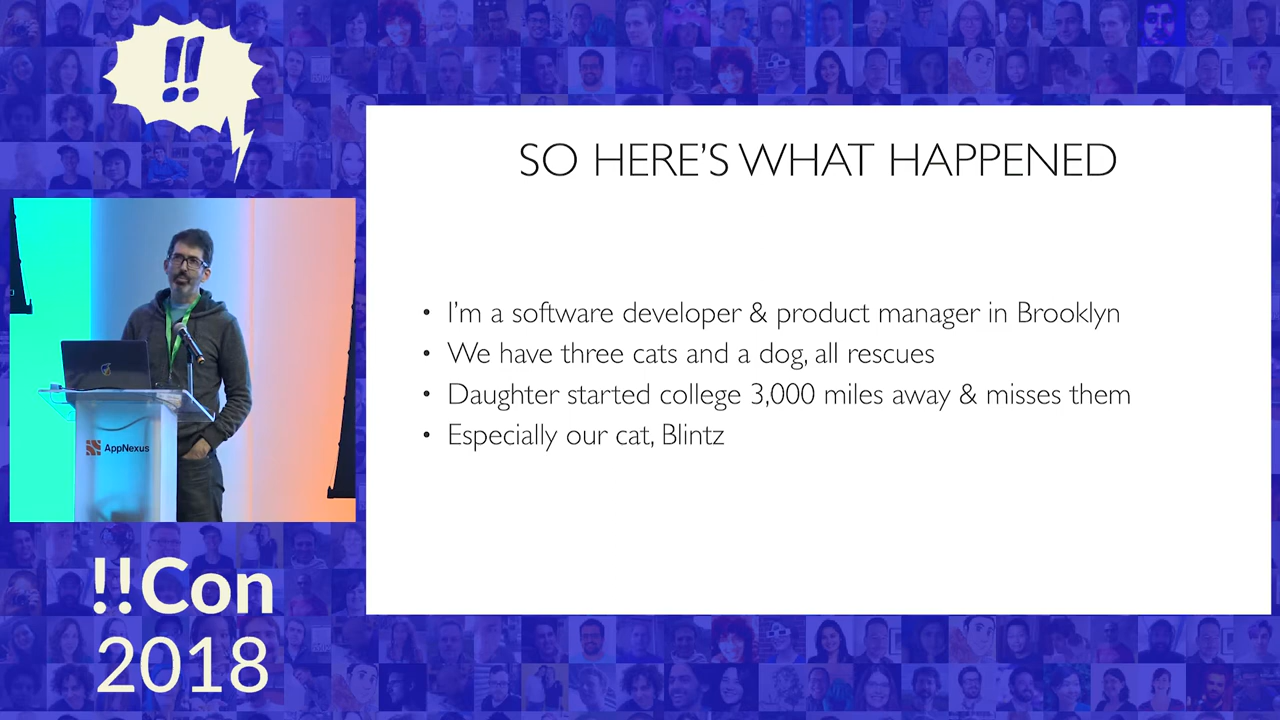 !!
SO HERE'S WHAT HAPPENED
• I'm a software developer & product manager in Brooklyn
• We have three cats and a dog, all rescues
• Daughter started college 3,000 miles away & misses them
• Especially our cat, Blintz
AppNexus
!!Con
2018